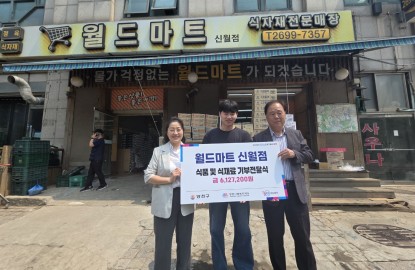 월드마트 신월점
식자재전문매장
T2699-7357
물가 걱정없는 월드마트가 되겠습니다
월드마트 신월점
식품 및 식재료 기부전달식
금 6,127,200원
양천구